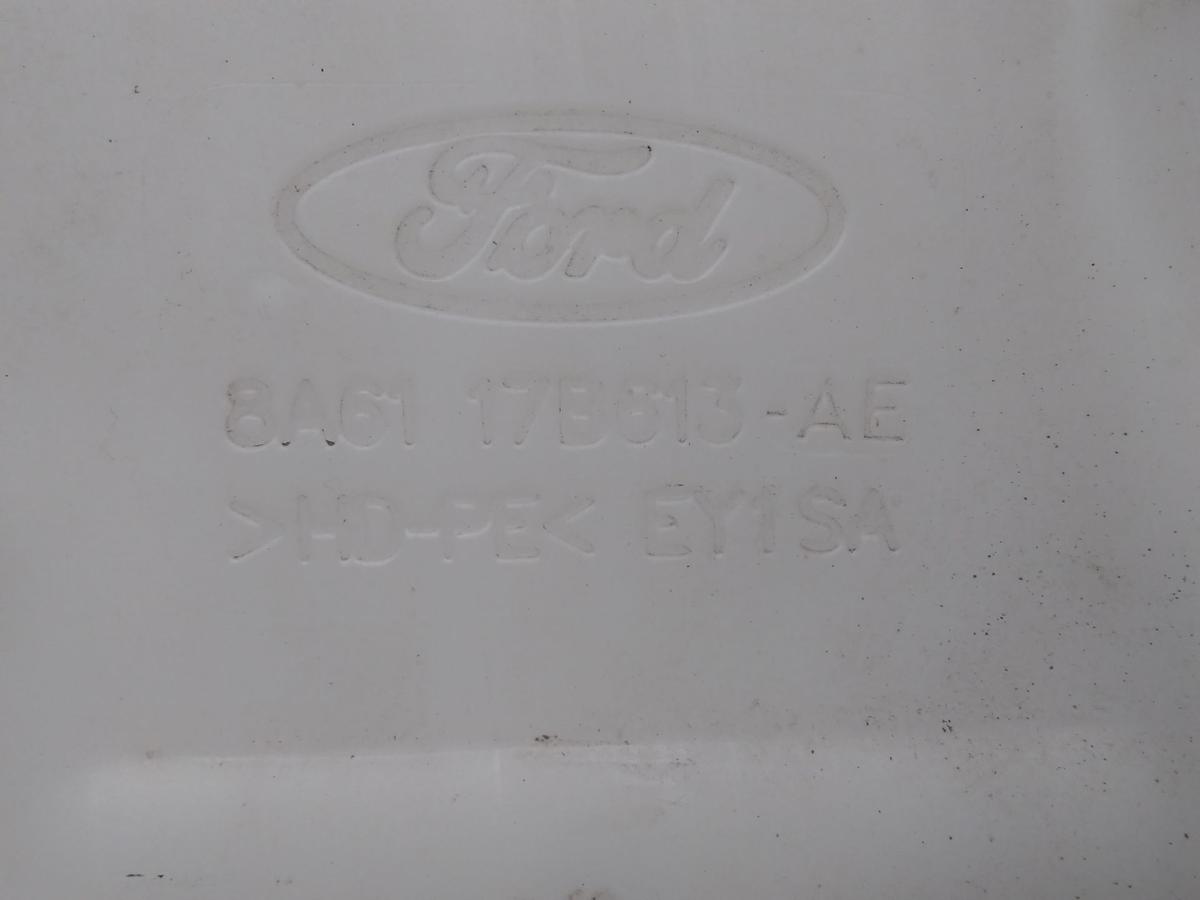 Ford
8A61 17B613-AE
>HD-PE< EY1SA